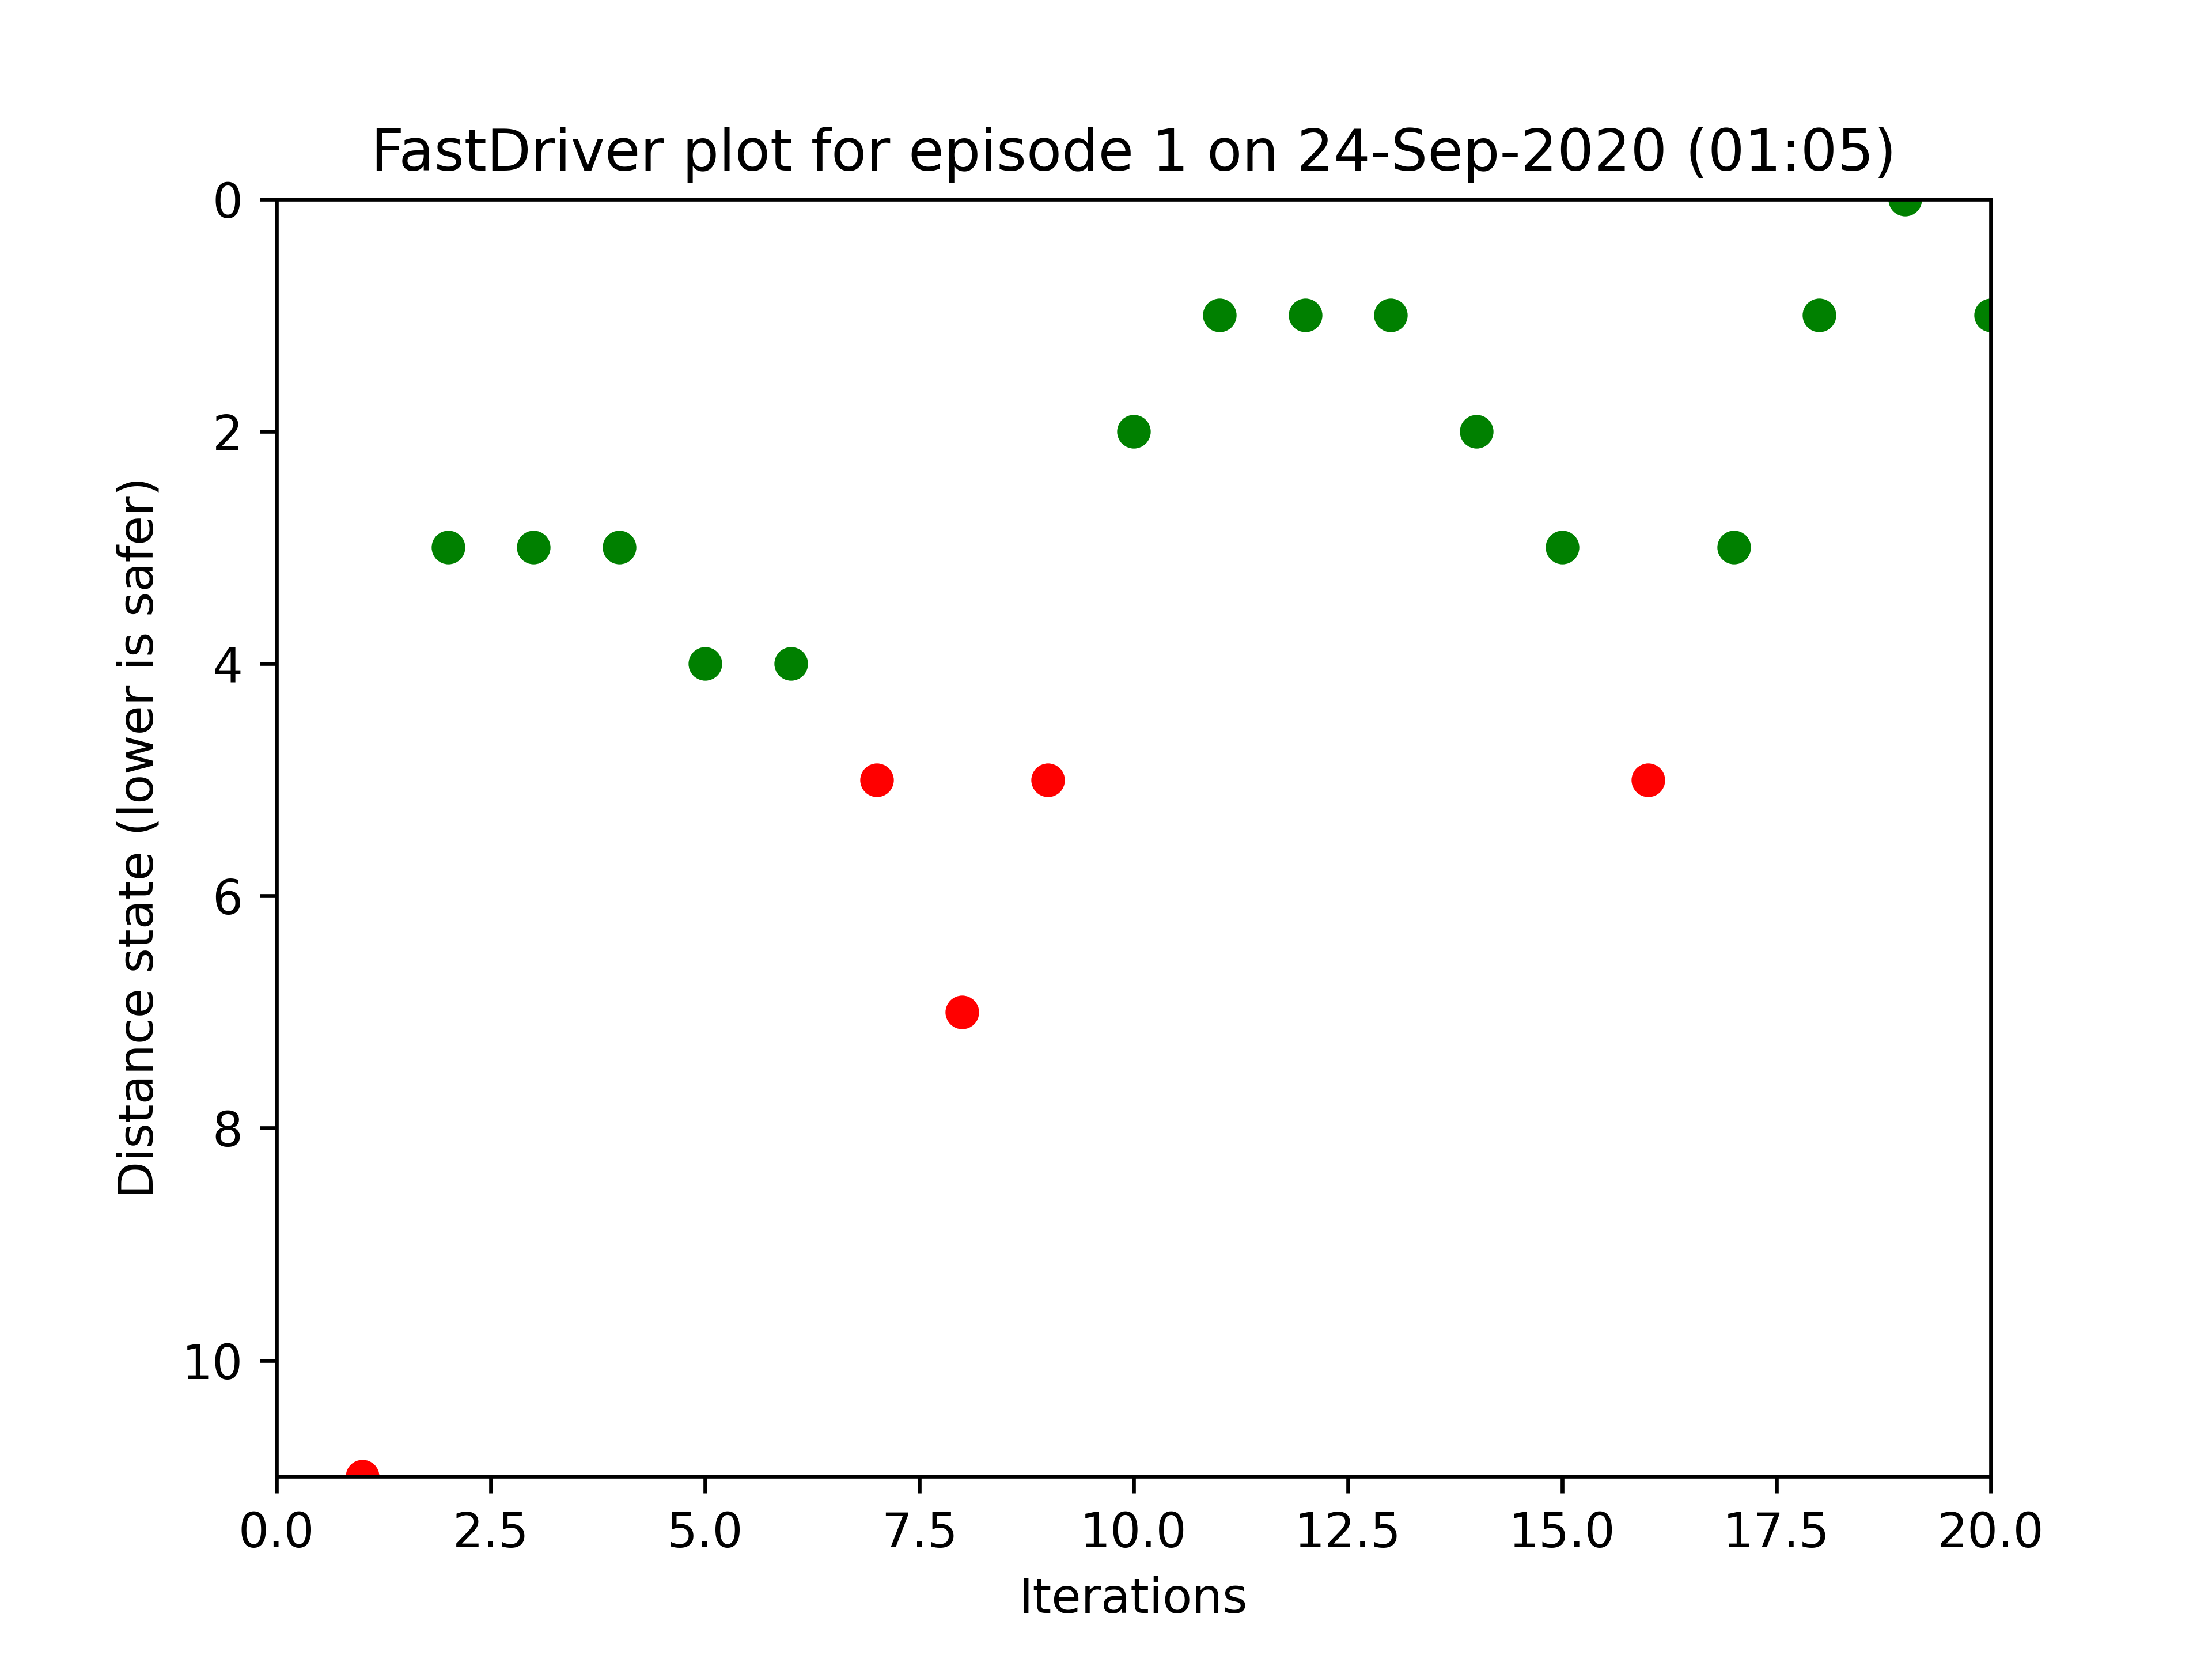 FastDriver plot for episode 1 on 24-Sep-2020 (01:05)
Distance state (lower is safer)
0
2
4
6
8
10
0.0 2.5 5.0 7.5 10.0 12.5 15.0 17.5 20.0
Iterations